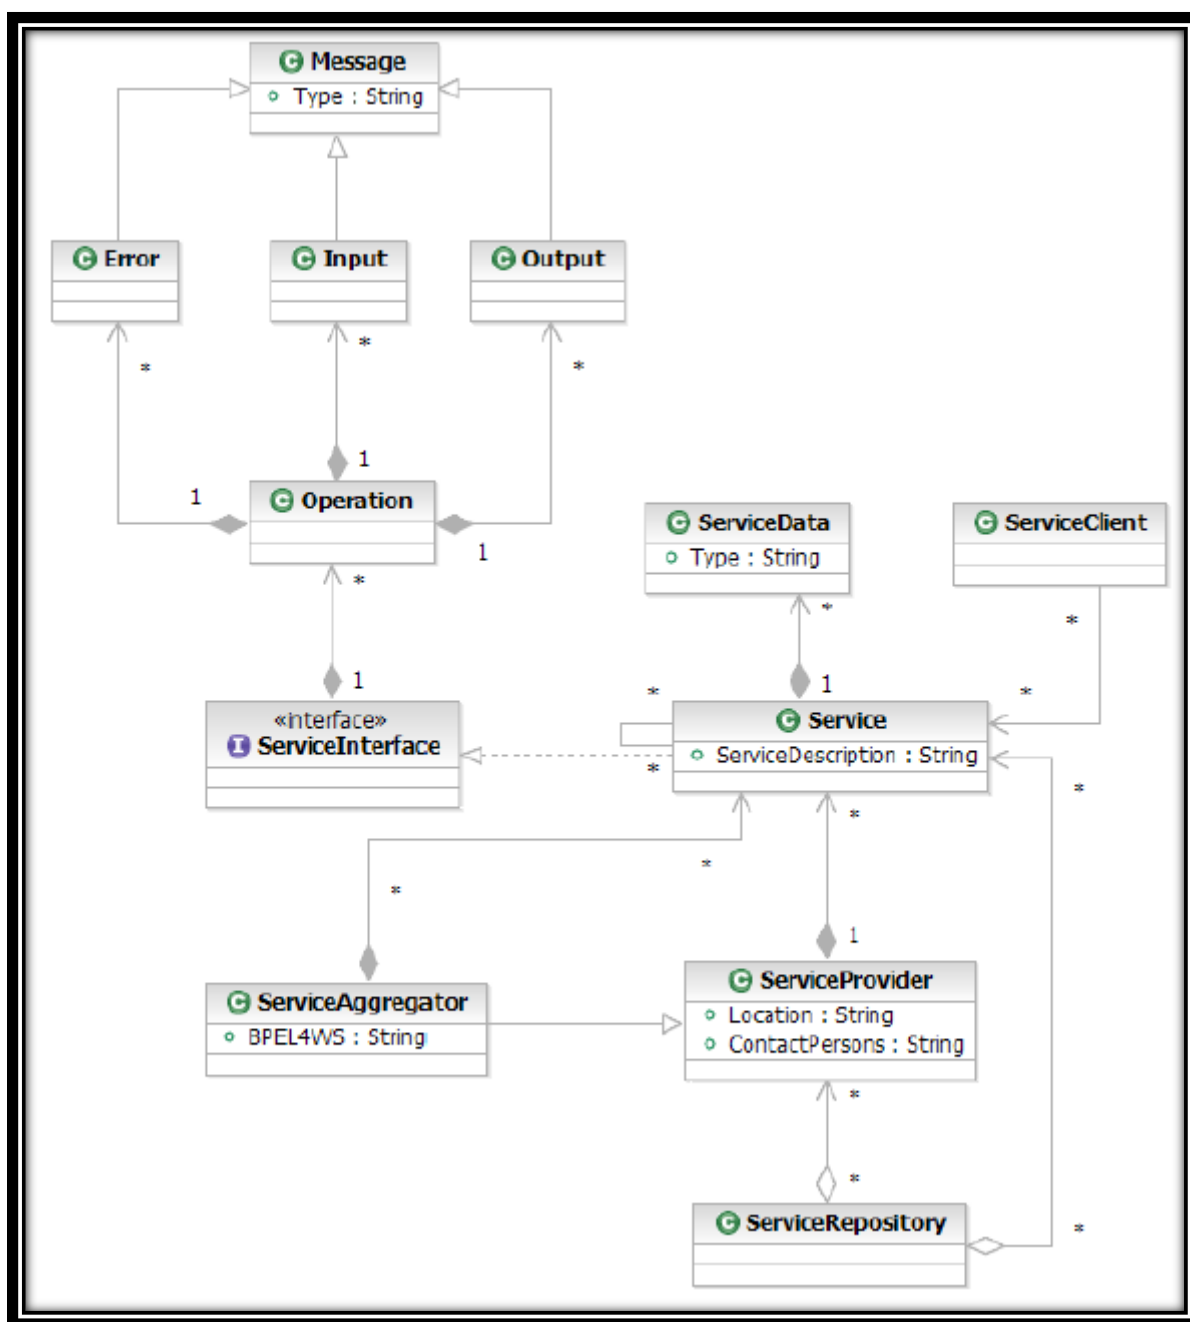 C Message
Type : String
C Error
C Input
C Output
*
*
*
1
1
C Operation
1
*
C ServiceData
Type : String
C ServiceClient
*
*
1
«interface»
I ServiceInterface
*
1
*
C Service
ServiceDescription : String
*
*
*
*
*
1
C ServiceAggregator
BPEL4WS : String
C ServiceProvider
Location : String
ContactPersons : String
*
*
C ServiceRepository
*